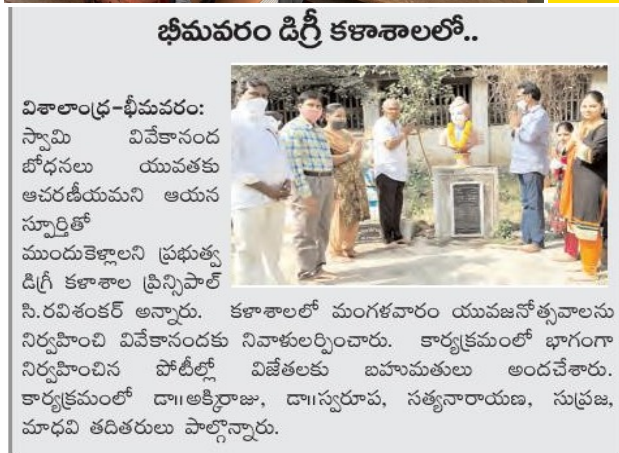 భీమవరం డిగ్రీ కళాశాలలో..
విశాలాంధ్ర-భీమవరం:
స్వామి వివేకానంద
బోధనలు యువతకు
ఆచరణీయమని ఆయన
స్ఫూర్తితో
ముందుకెళ్లాలని ప్రభుత్వ
డిగ్రీ కళాశాల ప్రిన్సిపాల్
సి.రవిశంకర్ అన్నారు. కళాశాలలో మంగళవారం యువజనోత్సవాలను
నిర్వహించి వివేకానందకు నివాళులర్పించారు. కార్యక్రమంలో భాగంగా
నిర్వహించిన పోటీల్లో విజేతలకు బహుమతులు అందచేశారు.
కార్యక్రమంలో డా॥అక్కిరాజు, డా॥స్వరూప, సత్యనారాయణ, సుప్రజ,
మాధవి తదితరులు పాల్గొన్నారు.